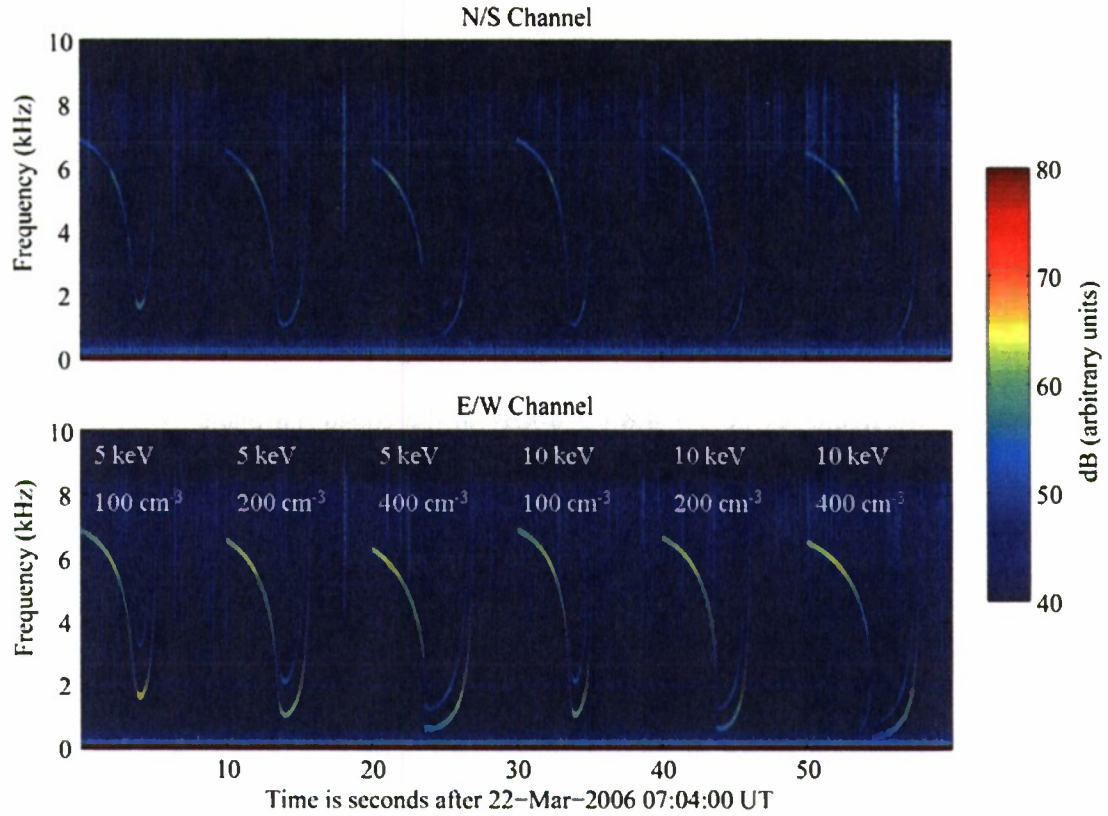 N/S Channel
10
8
6
4
2
0
Frequency (kHz)
E/W Channel
5 keV 5 keV 5 keV 10 keV 10 keV 10 keV
100 cm⁻³ 200 cm⁻³ 400 cm⁻³ 100 cm⁻³ 200 cm⁻³ 400 cm⁻³
10
8
6
4
2
0
Frequency (kHz)
10 20 30 40 50
Time is seconds after 22-Mar-2006 07:04:00 UT
80
70
60
50
40
dB (arbitrary units)